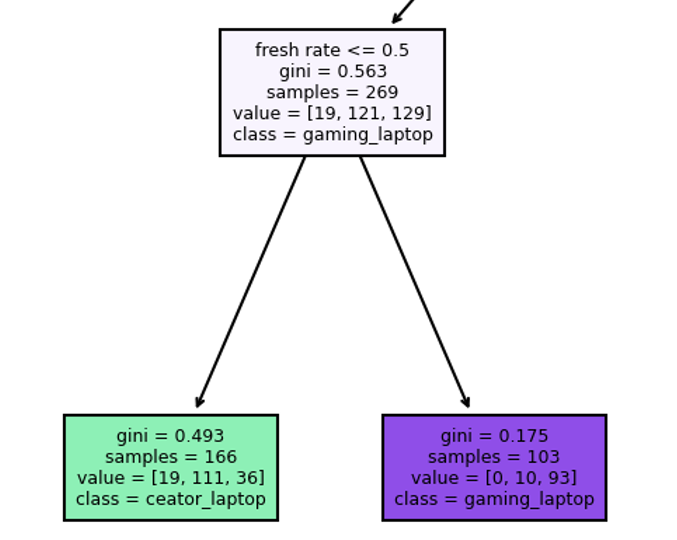 fresh rate <= 0.5
gini = 0.563
samples = 269
value = [19, 121, 129]
class = gaming_laptop
gini = 0.493
samples = 166
value = [19, 111, 36]
class = ceator_laptop
gini = 0.175
samples = 103
value = [0, 10, 93]
class = gaming_laptop